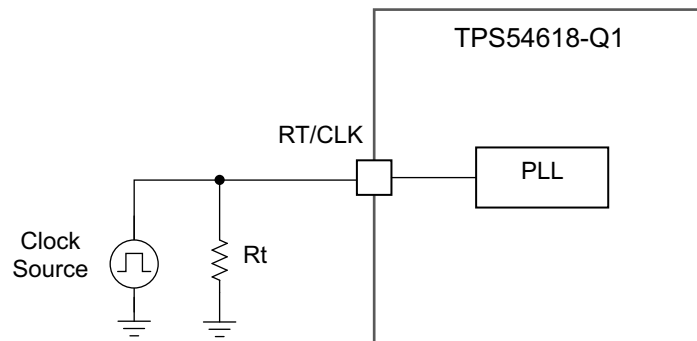 TPS54618-Q1
RT/CLK
PLL
Clock
Source
Rt